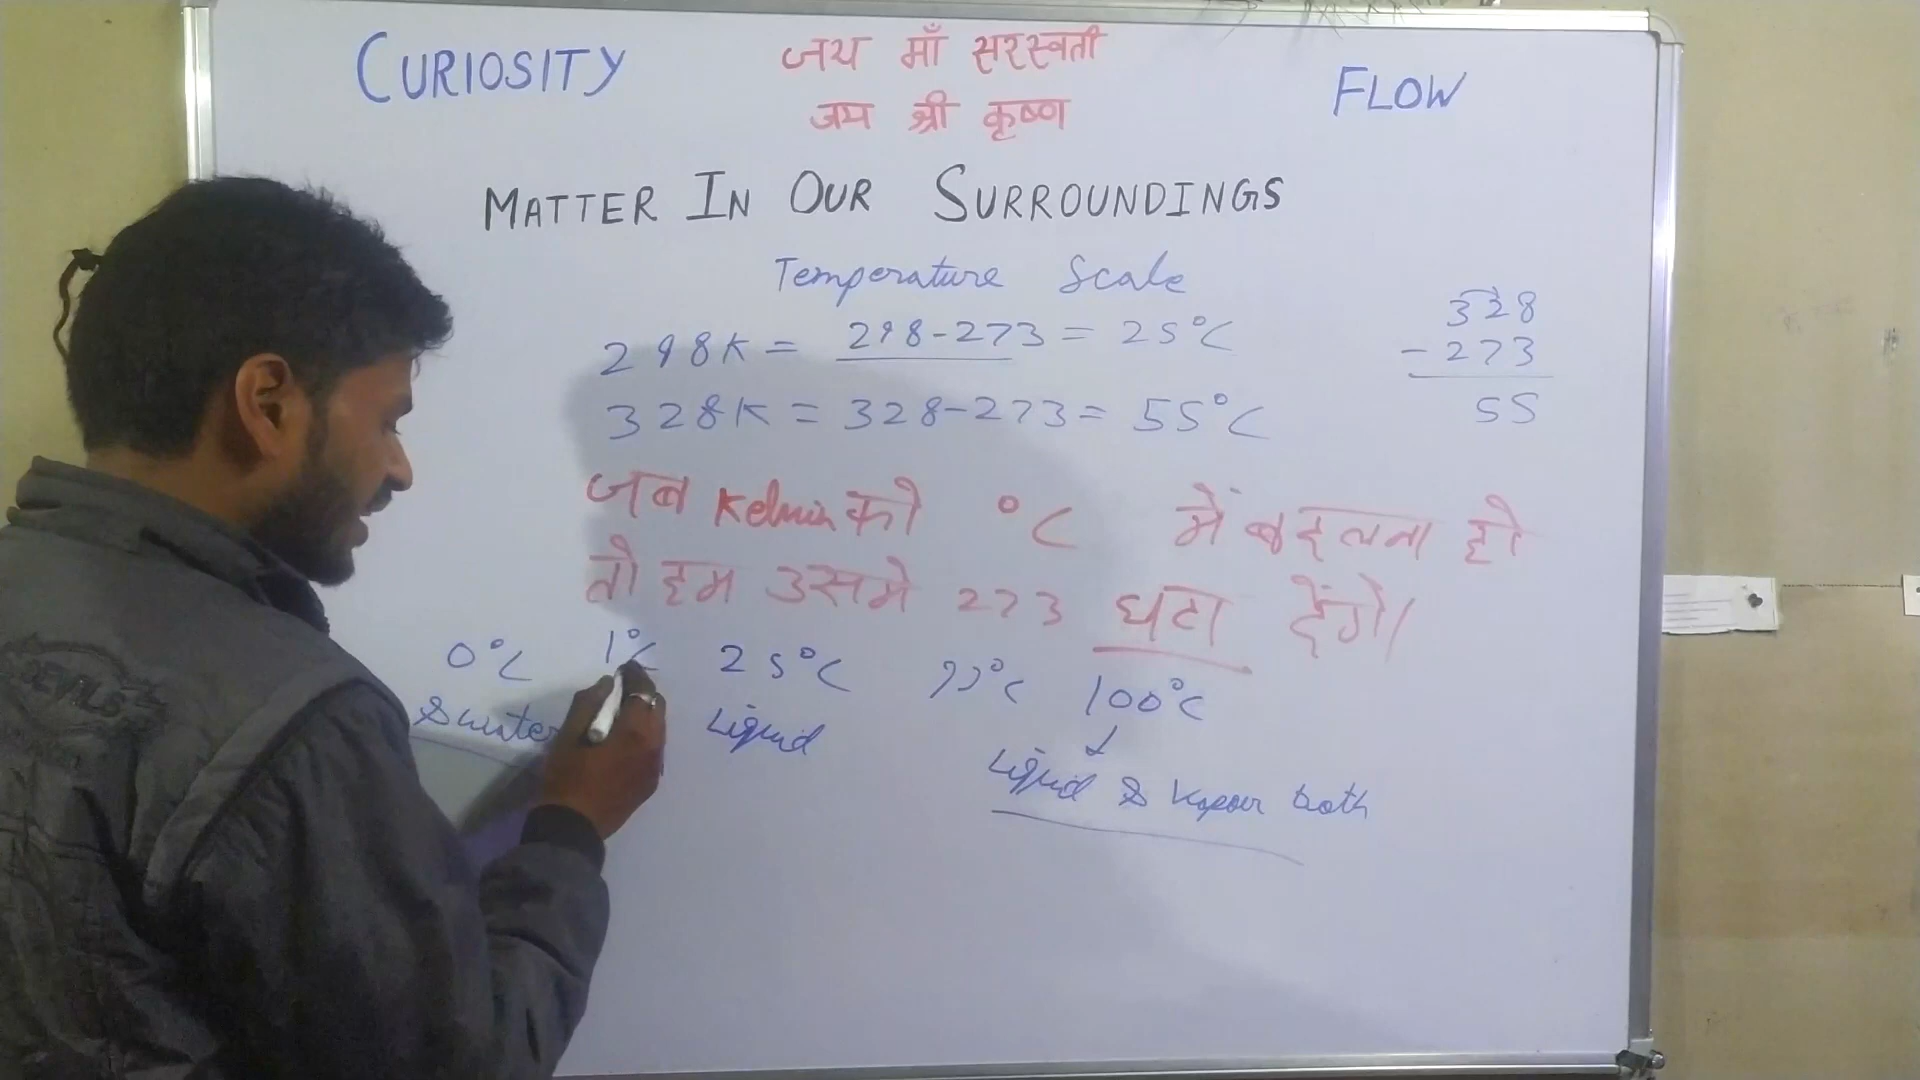 CURIOSITY
जय माँ सरस्वती
जय श्री कृष्ण
FLOW
MATTER IN OUR SURROUNDINGS
Temperature Scale
298K = 298-273 = 25°C
328K = 328-273 = 55°C
328
-273
55
जब Kelvin को °C में बदलना हो
तो हम उसमे 273 घटा देंगे।
0°C 1°C 25°C 99°C 100°C
& water Liquid
Liquid & Vapour both